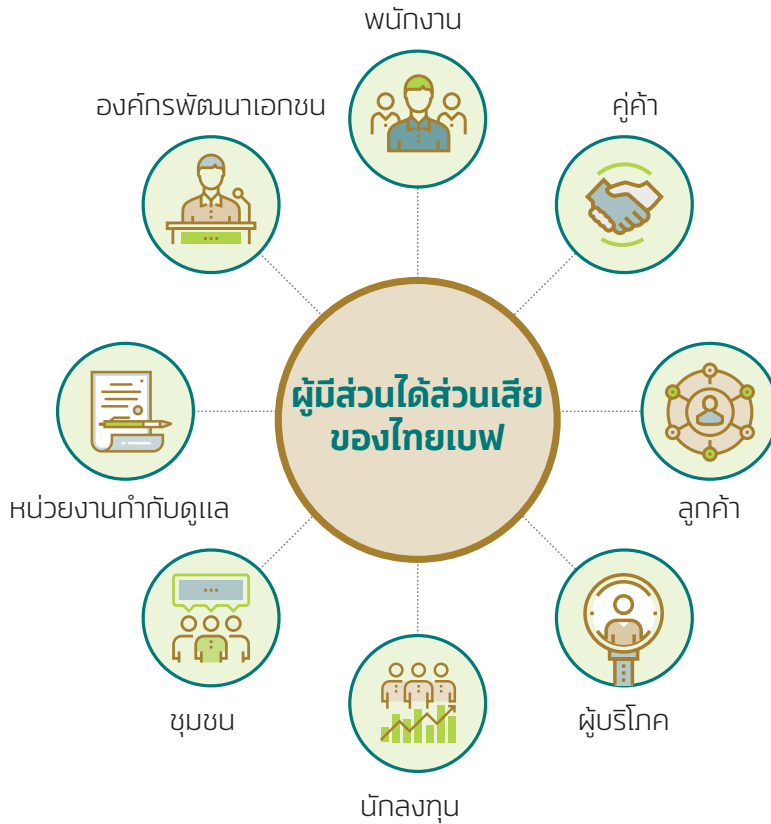 พนักงาน
องค์กรพัฒนาเอกชน
คู่ค้า
ผู้มีส่วนได้ส่วนเสีย
ของไทยเบฟ
หน่วยงานกำกับดูแล
ลูกค้า
ชุมชน
ผู้บริโภค
นักลงทุน